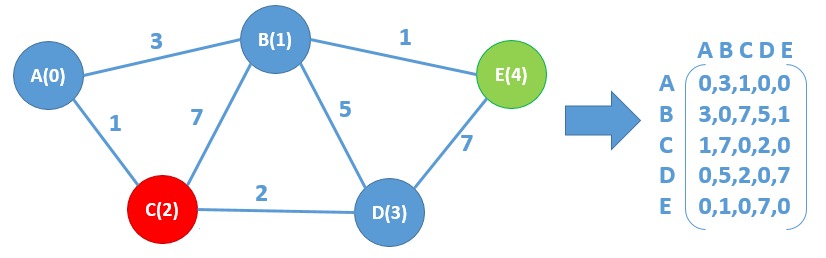 3
B(1)
1
A(0)
E(4)
1
7
5
7
C(2)
2
D(3)
A B C D E
A 0,3,1,0,0
B 3,0,7,5,1
C 1,7,0,2,0
D 0,5,2,0,7
E 0,1,0,7,0